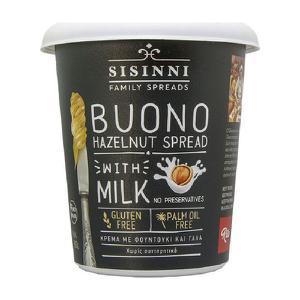 SISINNI
FAMILY SPREADS
BUONO
HAZELNUT SPREAD
WITH
MILK
NO PRESERVATIVES
GLUTEN FREE
PALM OIL FREE
ΚΡΕΜΑ ΜΕ ΦΟΥΝΤΟΥΚΙ ΚΑΙ ΓΑΛΑ
Χωρίς συντηρητικά